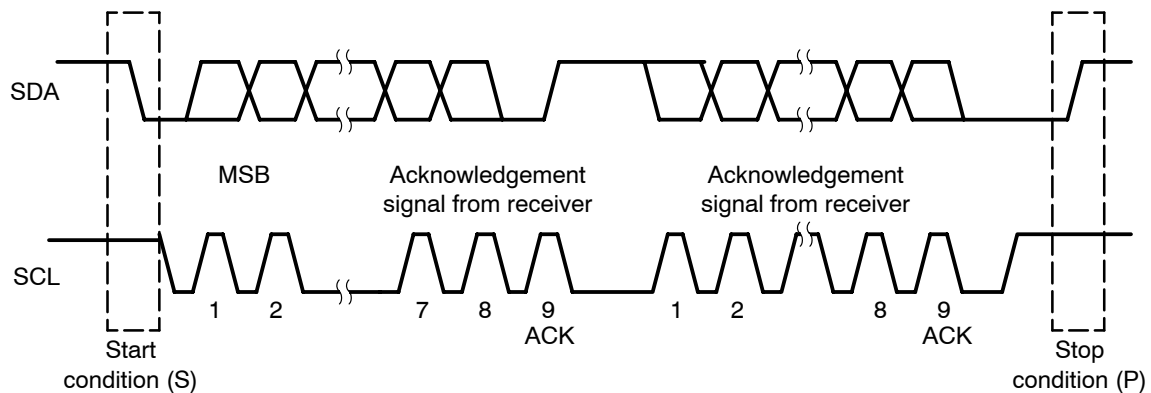 SDA
MSB
Acknowledgement
signal from receiver
Acknowledgement
signal from receiver
SCL
1 2 7 8 9 1 2 8 9
ACK ACK
Start
condition (S)
Stop
condition (P)